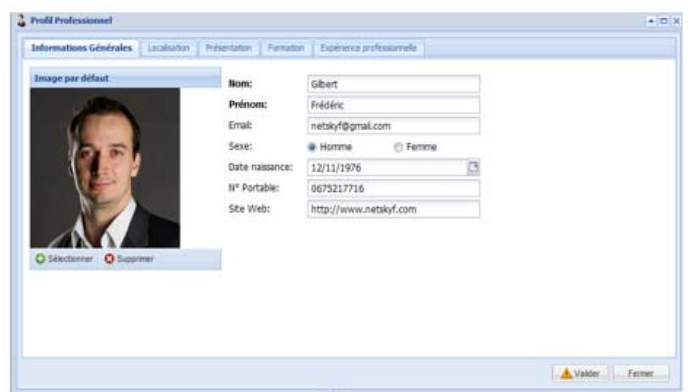 Profil Professionnel
Informations Générales Localisation Présentation Formation Expérience professionnelle
Image par défaut
Nom: Gilbert
Prénom: Frédéric
Email: netskyf@gmail.com
Sexe: Homme Femme
Date naissance: 12/11/1976
N° Portable: 0675217716
Site Web: http://www.netskyf.com
Sélectionner Supprimer
Valider Fermer